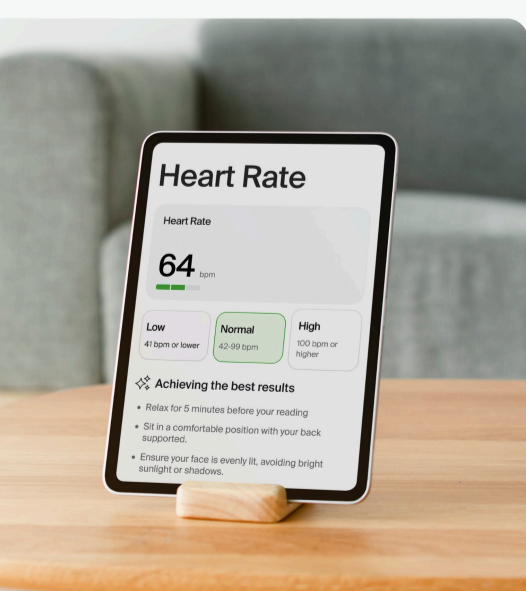 Heart Rate
Heart Rate
64 bpm
Low
41 bpm or lower
Normal
42-99 bpm
High
100 bpm or
higher
Achieving the best results
• Relax for 5 minutes before your reading
• Sit in a comfortable position with your back
supported.
• Ensure your face is evenly lit, avoiding bright
sunlight or shadows.